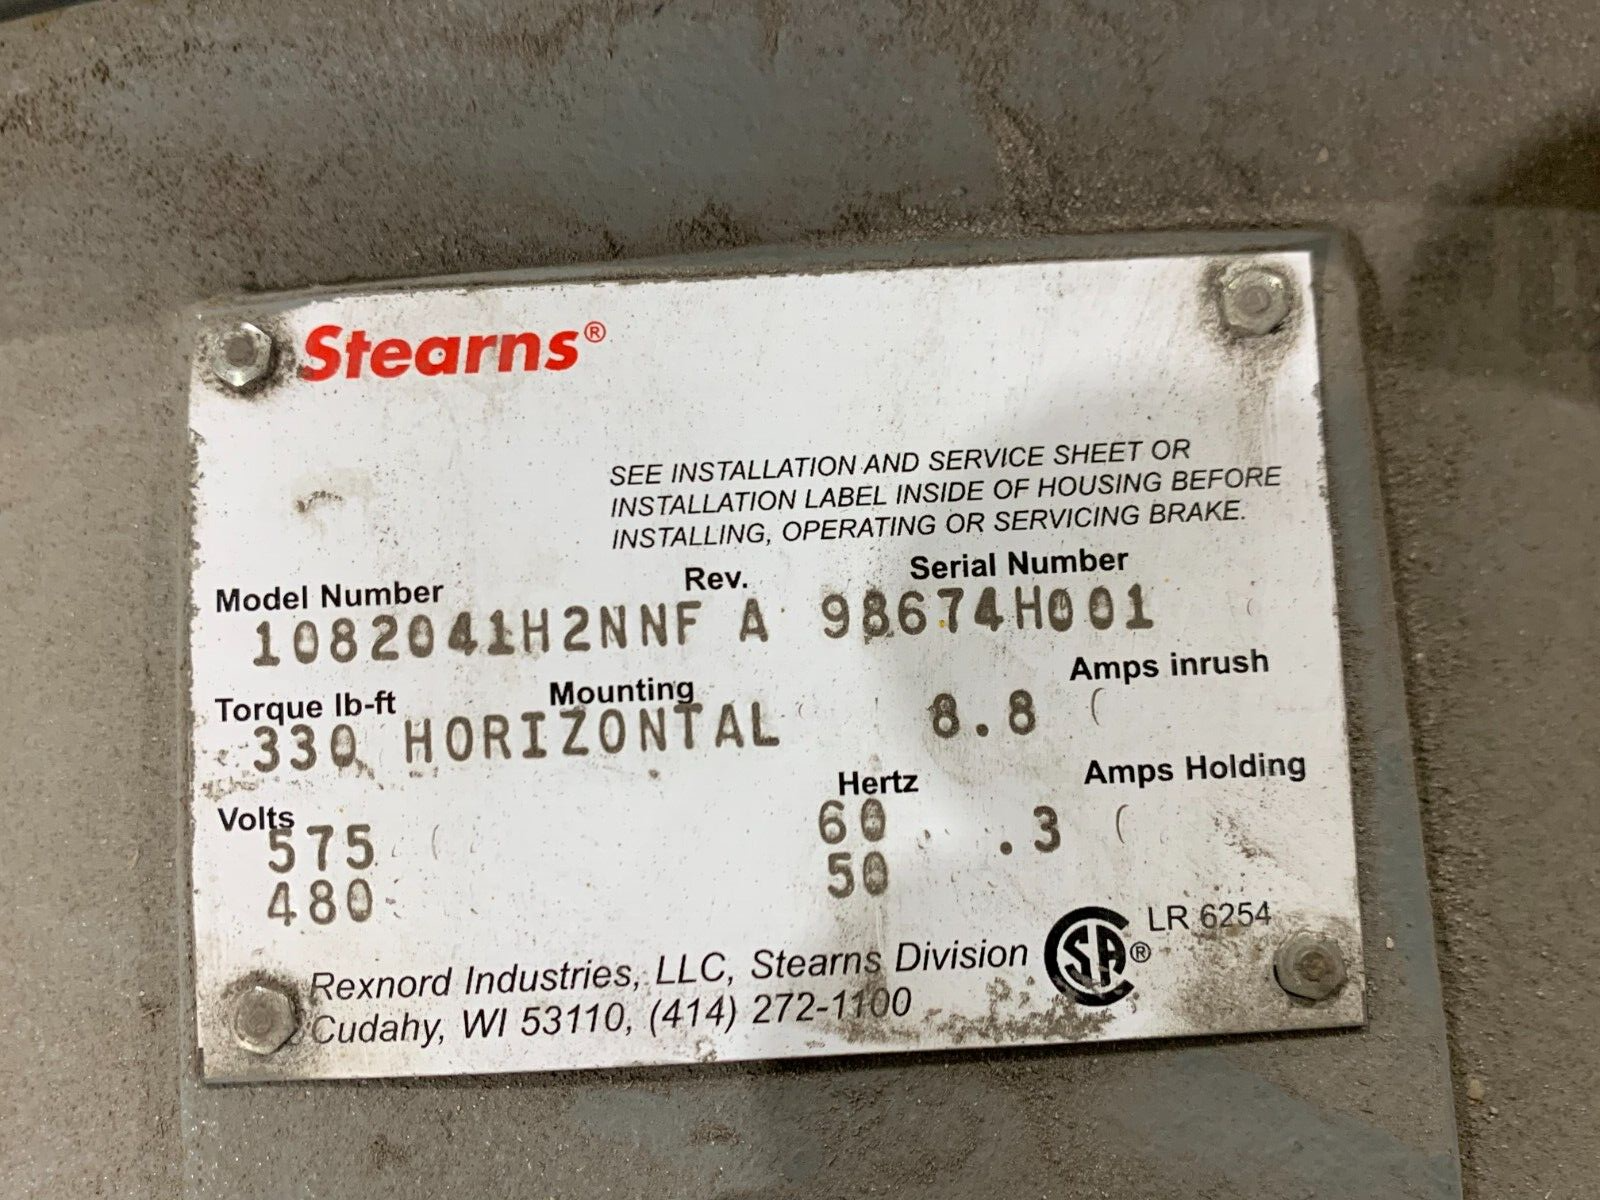 Stearns®
SEE INSTALLATION AND SERVICE SHEET OR
INSTALLATION LABEL INSIDE OF HOUSING BEFORE
INSTALLING, OPERATING OR SERVICING BRAKE.
Model Number Rev. Serial Number
1082041H2NNF A 98674H001
Torque lb-ft Mounting Amps inrush
330 HORIZONTAL 8.8
Volts Hertz Amps Holding
575 60 .3
480 50
Rexnord Industries, LLC, Stearns Division SA® LR 6254
Cudahy, WI 53110, (414) 272-1100